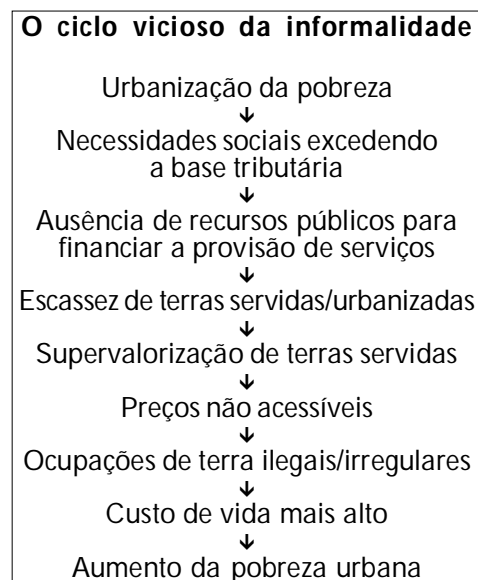 O ciclo vicioso da informalidade
Urbanização da pobreza
Necessidades sociais excedendo
a base tributária
Ausência de recursos públicos para
financiar a provisão de serviços
Escassez de terras servidas/urbanizadas
Supervalorização de terras servidas
Preços não acessíveis
Ocupações de terra ilegais/irregulares
Custo de vida mais alto
Aumento da pobreza urbana